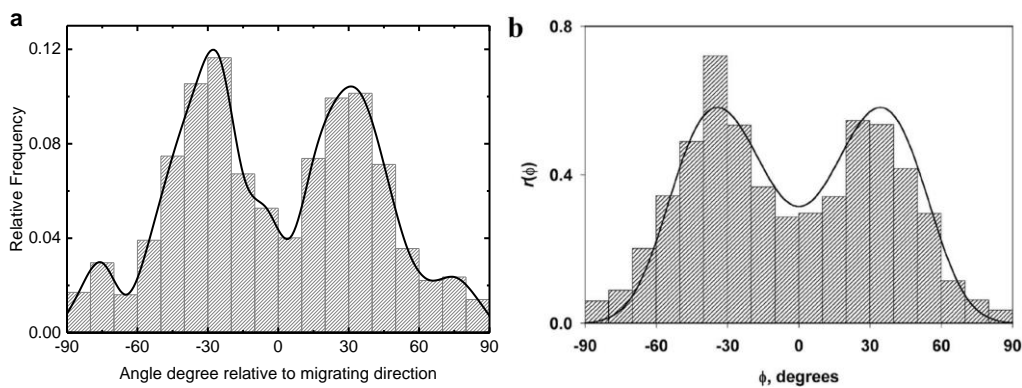 a
0.12
0.08
0.04
0.00
Relative Frequency
-90 -60 -30 0 30 60 90
Angle degree relative to migrating direction
b
0.8
0.4
0.0
r(ϕ)
-90 -60 -30 0 30 60 90
ϕ, degrees